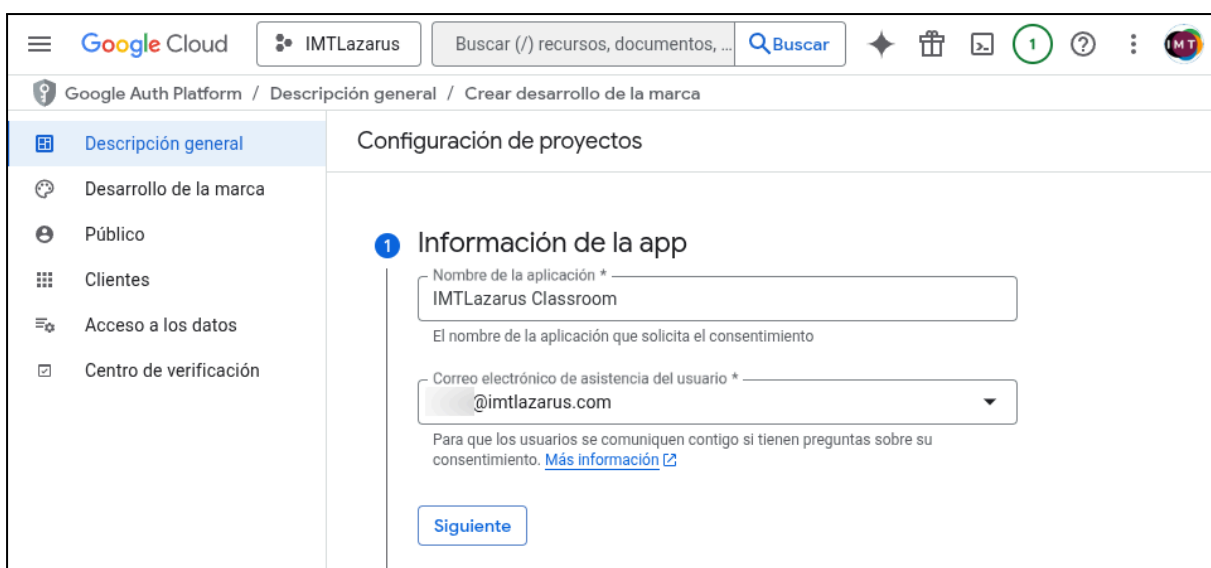 Google Cloud
IMTLazarus
Buscar (/) recursos, documentos, ...
Buscar
1
IMT
Google Auth Platform / Descripción general / Crear desarrollo de la marca
Descripción general
Desarrollo de la marca
Público
Clientes
Acceso a los datos
Centro de verificación
Configuración de proyectos
1
Información de la app
Nombre de la aplicación *
IMTLazarus Classroom
El nombre de la aplicación que solicita el consentimiento
Correo electrónico de asistencia del usuario *
@imtlazarus.com
Para que los usuarios se comuniquen contigo si tienen preguntas sobre su
consentimiento. Más información
Siguiente